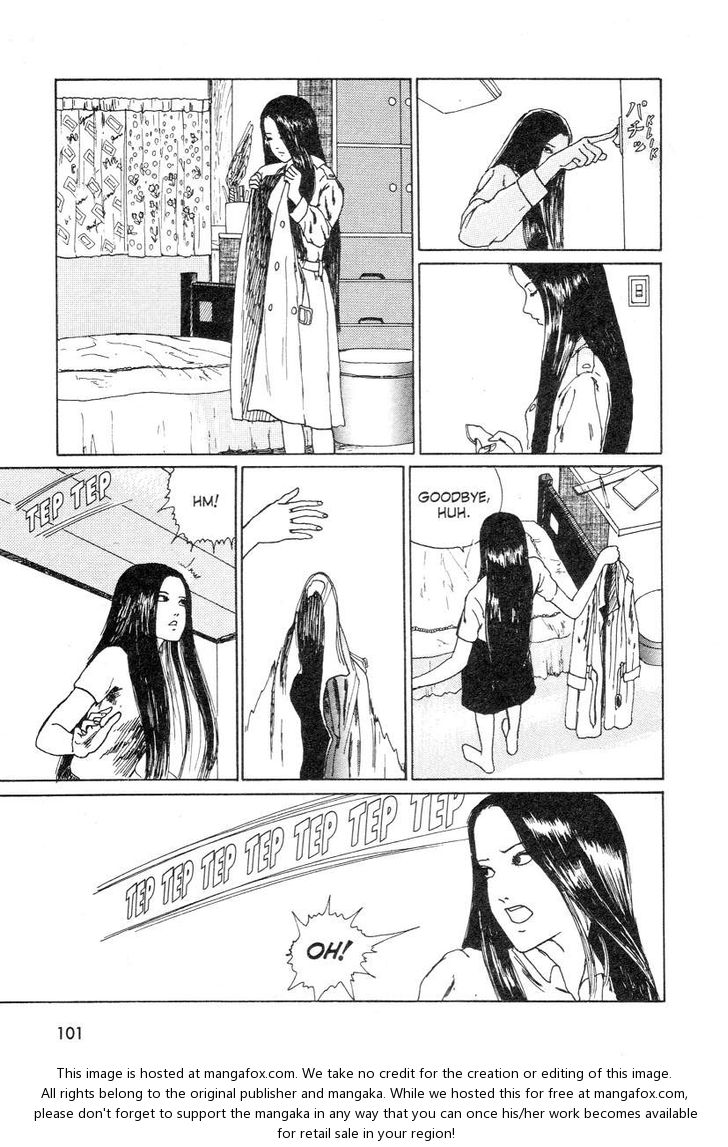 パチッ
KLIK
GOODBYE,
HUH.
HM!
TEP TEP
TEP TEP TEP TEP TEP TEP TEP TEP
OH!
101
This image is hosted at mangafox.com. We take no credit for the creation or editing of this image.
All rights belong to the original publisher and mangaka. While we hosted this for free at mangafox.com,
please don't forget to support the mangaka in any way that you can once his/her work becomes available
for retail sale in your region!